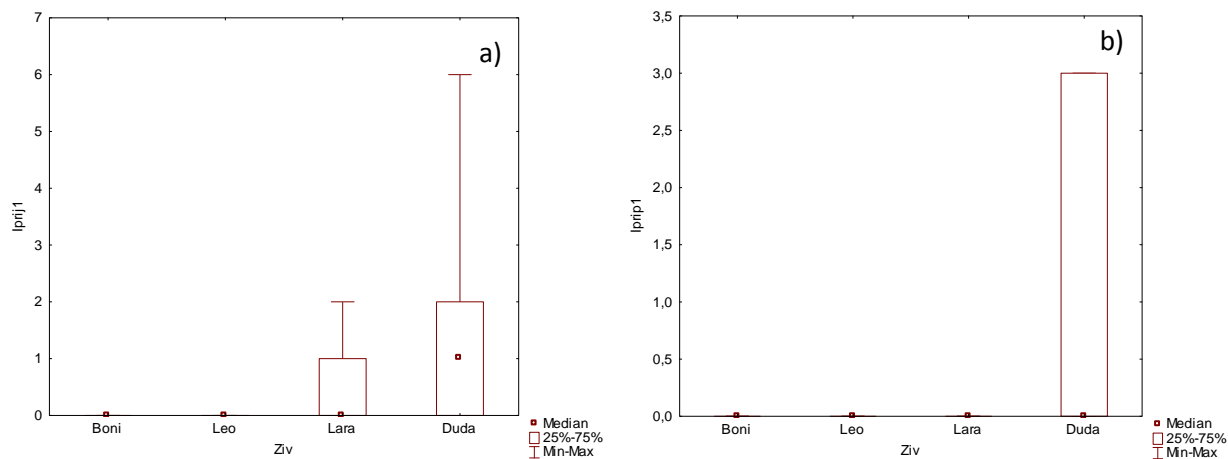 a)
7
6
5
4
3
2
1
0
Iprij1
Boni Leo Lara Duda
Ziv
Median
25%-75%
Min-Max
b)
3,5
3,0
2,5
2,0
1,5
1,0
0,5
0,0
Iprip1
Boni Leo Lara Duda
Ziv
Median
25%-75%
Min-Max